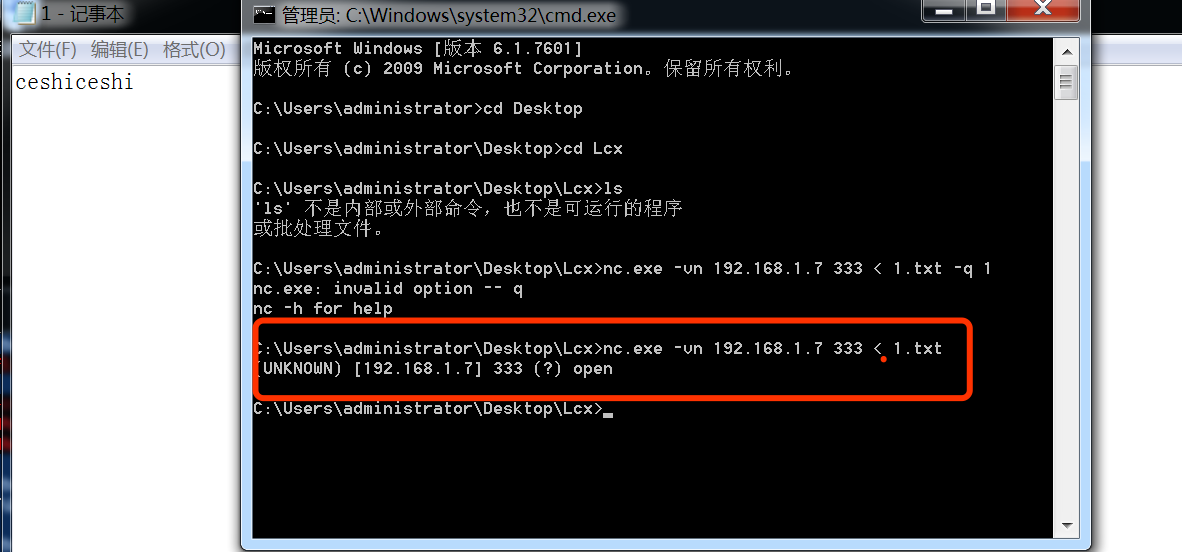 1 - 记事本
文件(F) 编辑(E) 格式(O)
ceshiceshi
管理员: C:\Windows\system32\cmd.exe
Microsoft Windows [版本 6.1.7601]
版权所有 (c) 2009 Microsoft Corporation。保留所有权利。
C:\Users\administrator>cd Desktop
C:\Users\administrator\Desktop>cd Lcx
C:\Users\administrator\Desktop\Lcx>ls
'ls' 不是内部或外部命令，也不是可运行的程序
或批处理文件。
C:\Users\administrator\Desktop\Lcx>nc.exe -vn 192.168.1.7 333 < 1.txt -q 1
nc.exe: invalid option -- q
nc -h for help
C:\Users\administrator\Desktop\Lcx>nc.exe -vn 192.168.1.7 333 < 1.txt
(UNKNOWN) [192.168.1.7] 333 (?) open
C:\Users\administrator\Desktop\Lcx>_